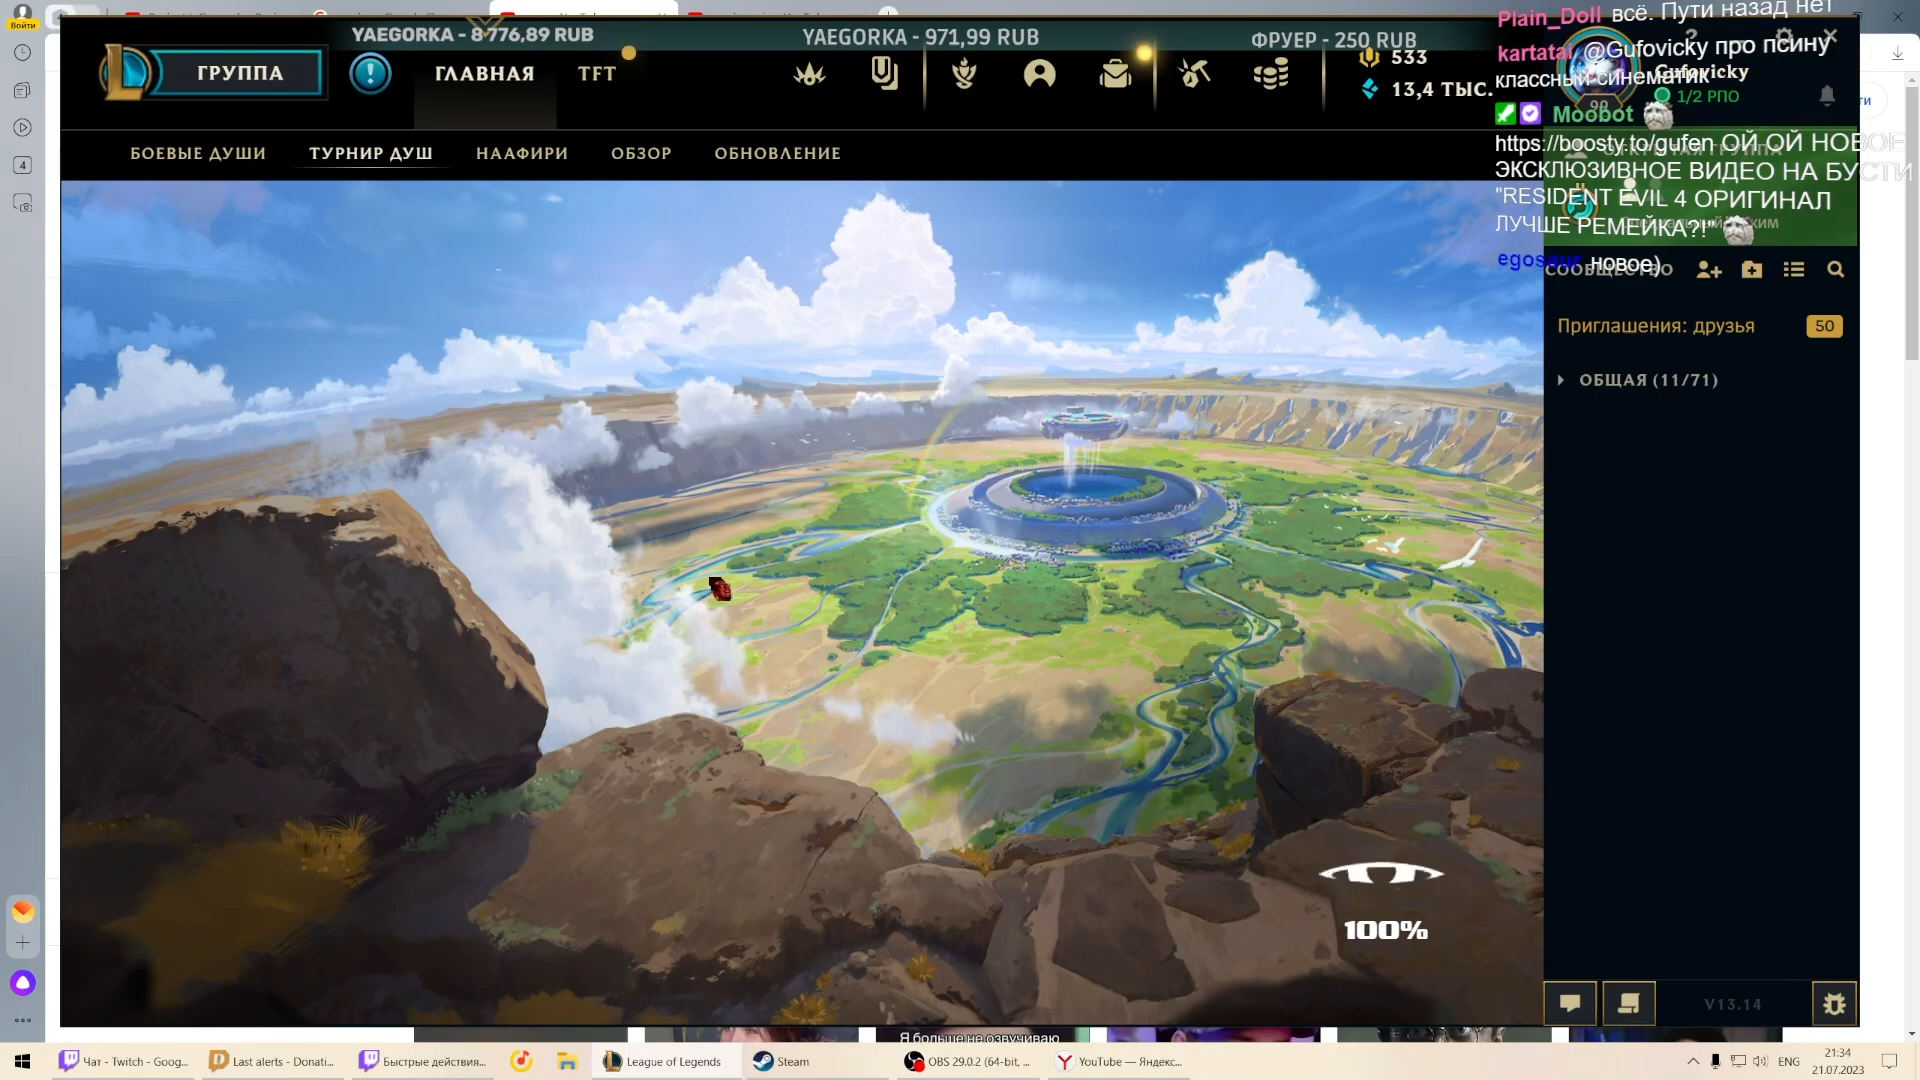 Войти
YAEGORKA - 8 776,89 RUB
YAEGORKA - 971,99 RUB
ФРУЕР - 250 RUB
ГРУППА
ГЛАВНАЯ
TFT
533
13,4 ТЫС.
Gufovicky
90
1/2 РПО
БОЕВЫЕ ДУШИ
ТУРНИР ДУШ
НААФИРИ
ОБЗОР
ОБНОВЛЕНИЕ
Plain_Doll всё. Пути назад нет
kartatai @Gufovicky про псину
классный синематик
Moobot
https://boosty.to/gufen ОЙ ОЙ НОВОЕ
ЭКСКЛЮЗИВНОЕ ВИДЕО НА БУСТИ
"RESIDENT EVIL 4 ОРИГИНАЛ
ЛУЧШЕ РЕМЕЙКА?!"
egosaur новое)
СООБЩЕСТВО
Приглашения: друзья
50
ОБЩАЯ (11/71)
4
100%
V13.14
Я больше не озвучиваю
Чат - Twitch - Goog...
Last alerts - Donati...
Быстрые действия...
League of Legends
Steam
OBS 29.0.2 (64-bit, ...
YouTube — Яндекс...
ENG
21:34
21.07.2023